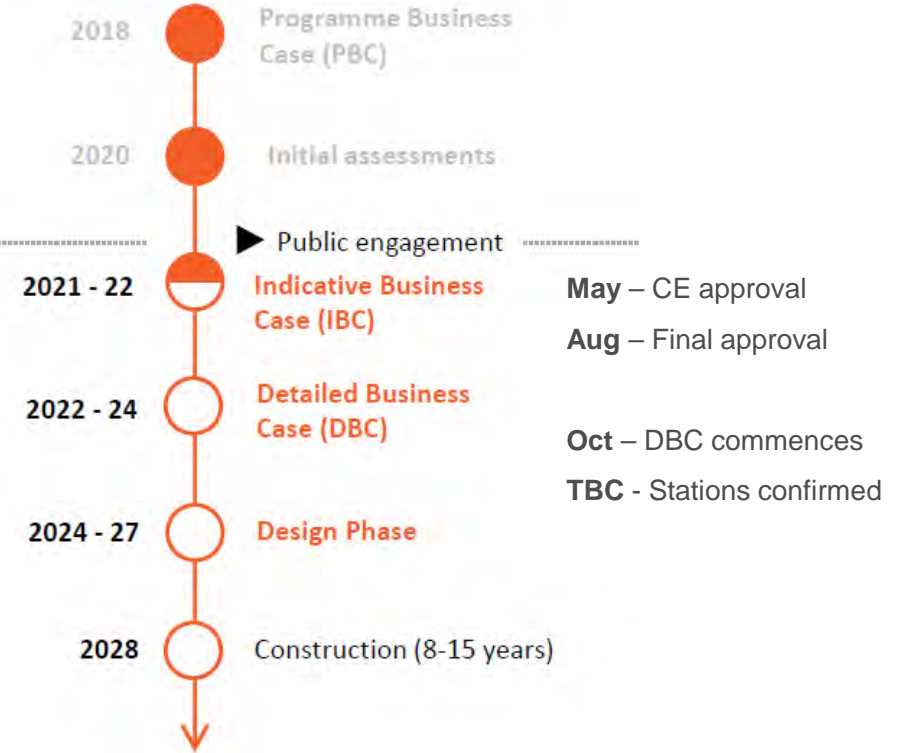 2018
Programme Business
Case (PBC)
2020
Initial assessments
Public engagement
2021 - 22
Indicative Business
Case (IBC)
May – CE approval
Aug – Final approval
2022 - 24
Detailed Business
Case (DBC)
Oct – DBC commences
TBC - Stations confirmed
2024 - 27
Design Phase
2028
Construction (8-15 years)